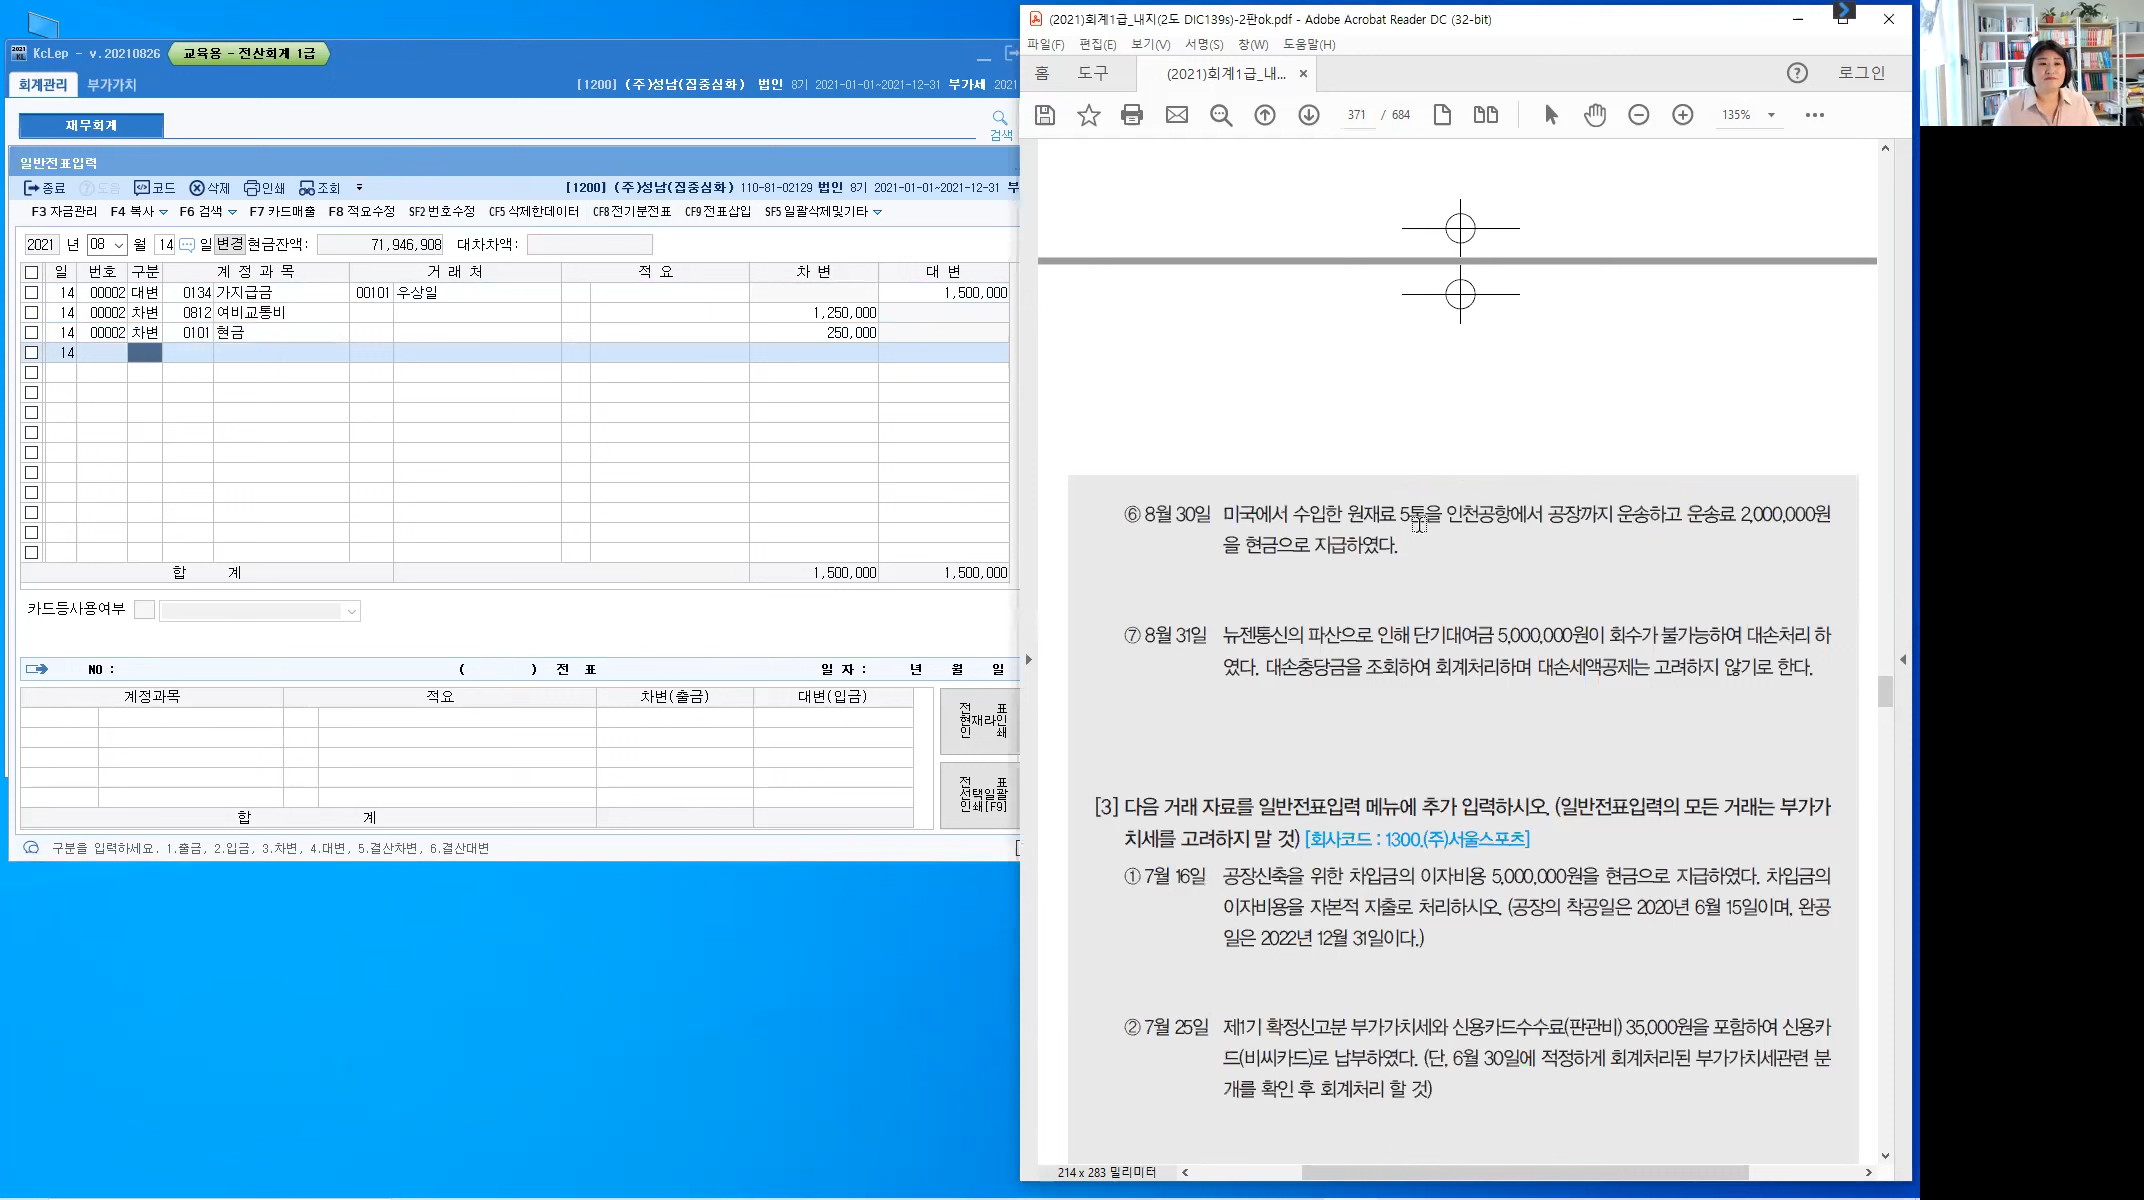 KcLep - v.20210826 교육용 - 전산회계 1급
회계관리 부가가치 [1200] (주)성남(집중심화) 법인 8기 2021-01-01~2021-12-31 부가세 2021
재무회계
검색
일반전표입력
종료 도움 코드 삭제 인쇄 조회 [1200] (주)성남(집중심화) 110-81-02129 법인 8기 2021-01-01~2021-12-31 부
F3 자금관리 F4 복사 F6 검색 F7 카드매출 F8 적요수정 SF2 번호수정 CF5 삭제한데이터 CF8 전기분전표 CF9 전표삽입 SF5 일괄삭제및기타
2021 년 08 월 14 일 변경 현금잔액: 71,946,908 대차차액:
일 번호 구분 계 정 과 목 거 래 처 적 요 차 변 대 변
14 00002 대변 0134 가지급금 00101 우상일 1,500,000
14 00002 차변 0812 여비교통비 1,250,000
14 00002 차변 0101 현금 250,000
14
합 계 1,500,000 1,500,000
카드등사용여부
NO : ( ) 전 표 일 자 : 년 월 일
계정과목 적요 차변(출금) 대변(입금)
전 표
현재라인
인 쇄
전 표
선택일괄
인쇄[F9]
합 계
구분을 입력하세요. 1.출금, 2.입금, 3.차변, 4.대변, 5.결산차변, 6.결산대변
(2021)회계1급_내지(2도 DIC139s)-2판ok.pdf - Adobe Acrobat Reader DC (32-bit)
파일(F) 편집(E) 보기(V) 서명(S) 창(W) 도움말(H)
홈 도구 (2021)회계1급_내... × 로그인
371 / 684 135%
⑥ 8월 30일 미국에서 수입한 원재료 5톤을 인천공항에서 공장까지 운송하고 운송료 2,000,000원
을 현금으로 지급하였다.
⑦ 8월 31일 뉴젠통신의 파산으로 인해 단기대여금 5,000,000원이 회수가 불가능하여 대손처리 하
였다. 대손충당금을 조회하여 회계처리하며 대손세액공제는 고려하지 않기로 한다.
[3] 다음 거래 자료를 일반전표입력 메뉴에 추가 입력하시오. (일반전표입력의 모든 거래는 부가가
치세를 고려하지 말 것) [회사코드 : 1300.(주)서울스포츠]
① 7월 16일 공장신축을 위한 차입금의 이자비용 5,000,000원을 현금으로 지급하였다. 차입금의
이자비용을 자본적 지출로 처리하시오. (공장의 착공일은 2020년 6월 15일이며, 완공
일은 2022년 12월 31일이다.)
② 7월 25일 제1기 확정신고분 부가가치세와 신용카드수수료(판관비) 35,000원을 포함하여 신용카
드(비씨카드)로 납부하였다. (단, 6월 30일에 적정하게 회계처리된 부가가치세관련 분
개를 확인 후 회계처리 할 것)
214 x 283 밀리미터